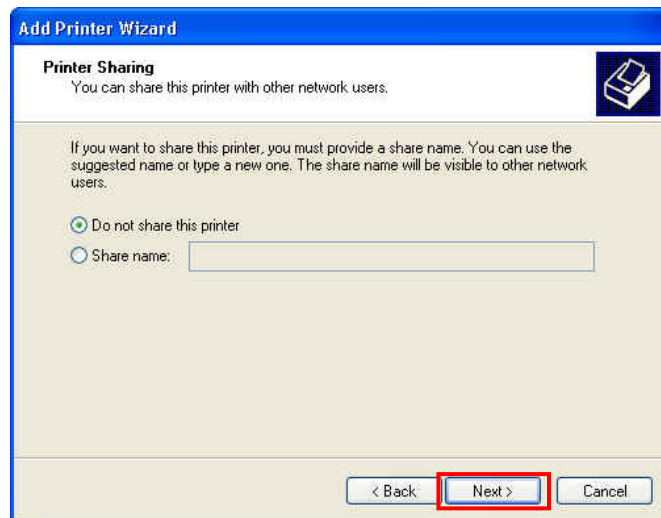 Add Printer Wizard
Printer Sharing
You can share this printer with other network users.
If you want to share this printer, you must provide a share name. You can use the
suggested name or type a new one. The share name will be visible to other network
users.
Do not share this printer
Share name:
< Back Next > Cancel